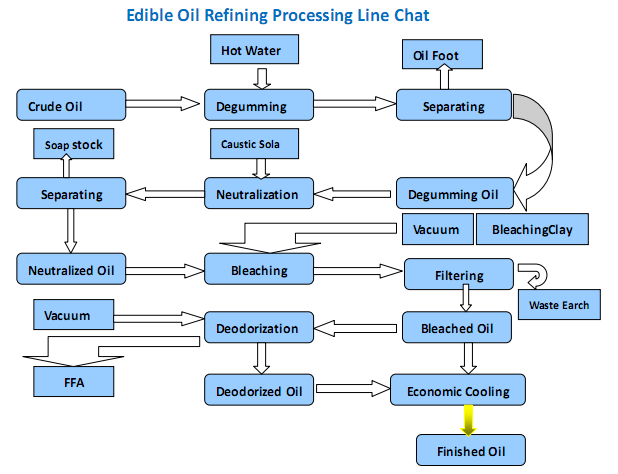 Edible Oil Refining Processing Line Chat
Hot Water
Oil Foot
Crude Oil
Degumming
Separating
Soap stock
Caustic Sola
Separating
Neutralization
Degumming Oil
Vacuum
BleachingClay
Neutralized Oil
Bleaching
Filtering
Waste Earch
Vacuum
Deodorization
Bleached Oil
FFA
Deodorized Oil
Economic Cooling
Finished Oil